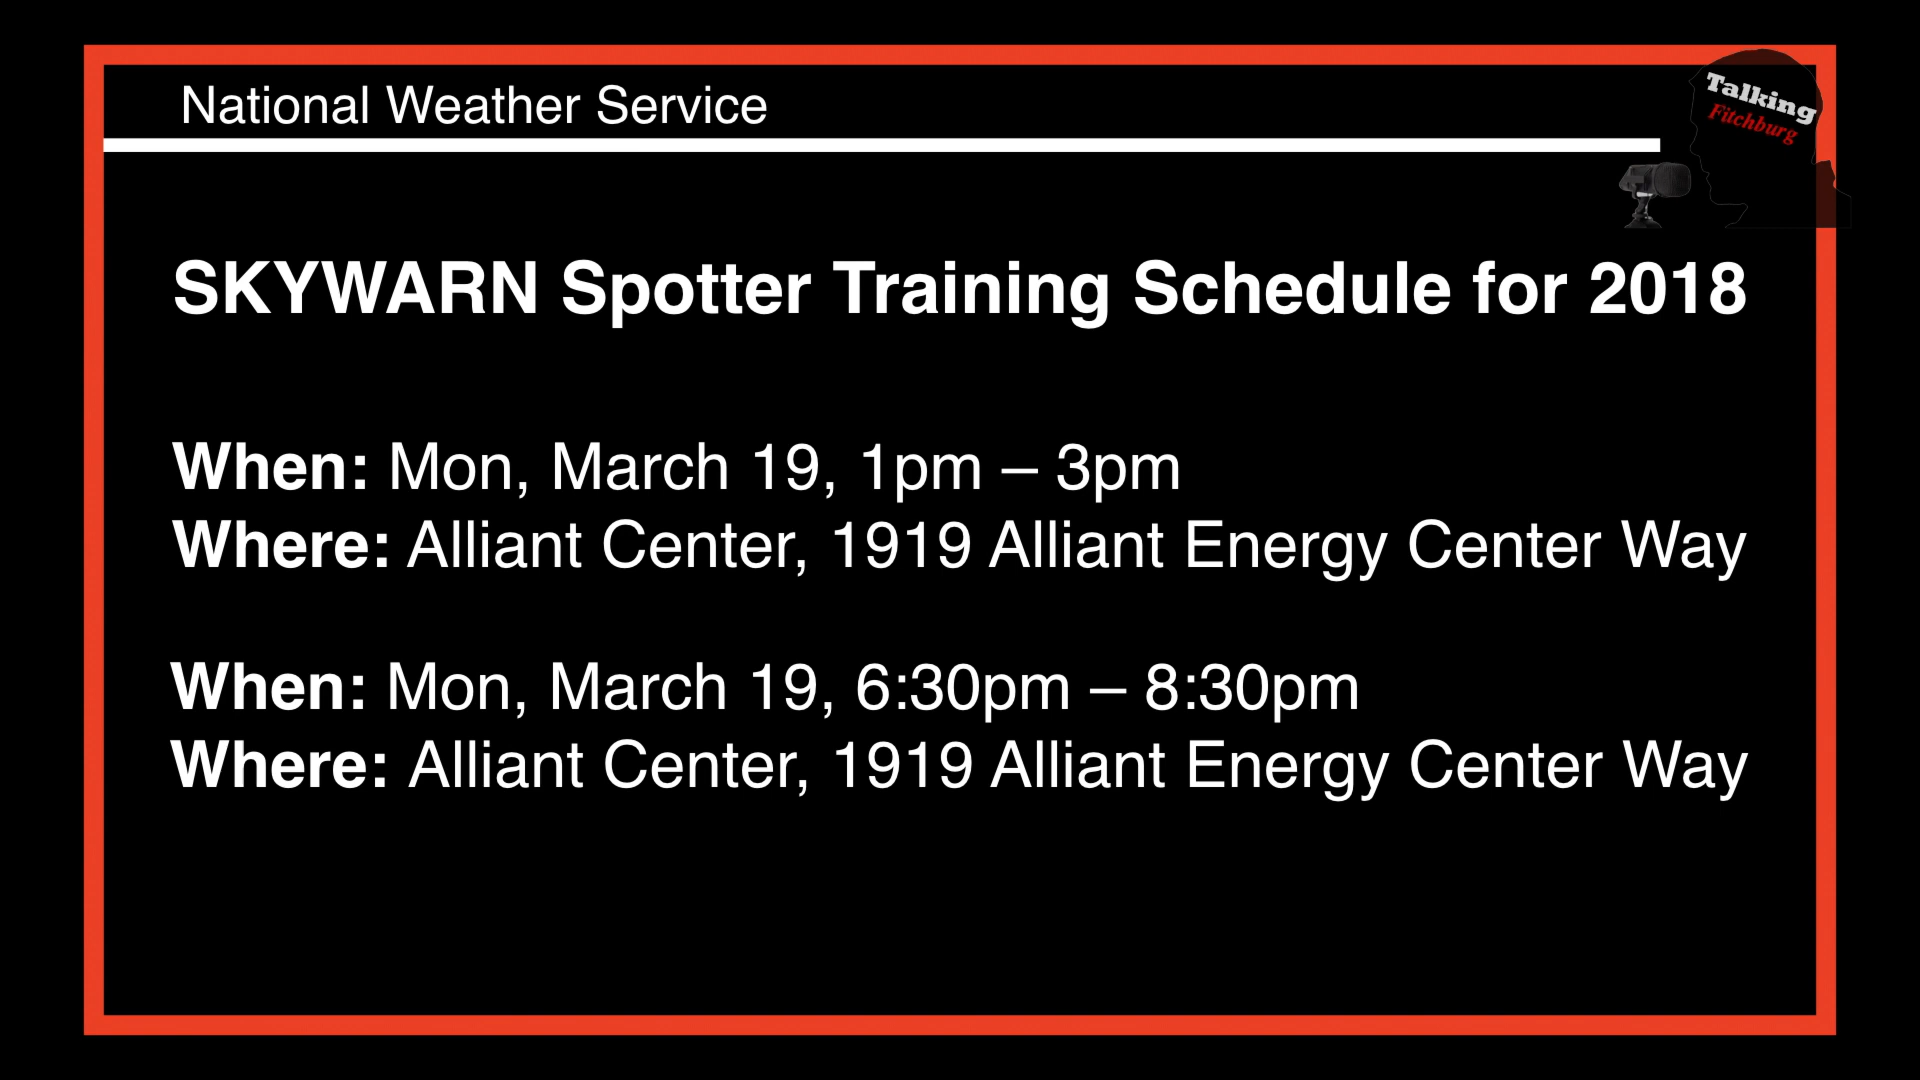 National Weather Service
Talking
Fitchburg
SKYWARN Spotter Training Schedule for 2018
When: Mon, March 19, 1pm – 3pm
Where: Alliant Center, 1919 Alliant Energy Center Way
When: Mon, March 19, 6:30pm – 8:30pm
Where: Alliant Center, 1919 Alliant Energy Center Way